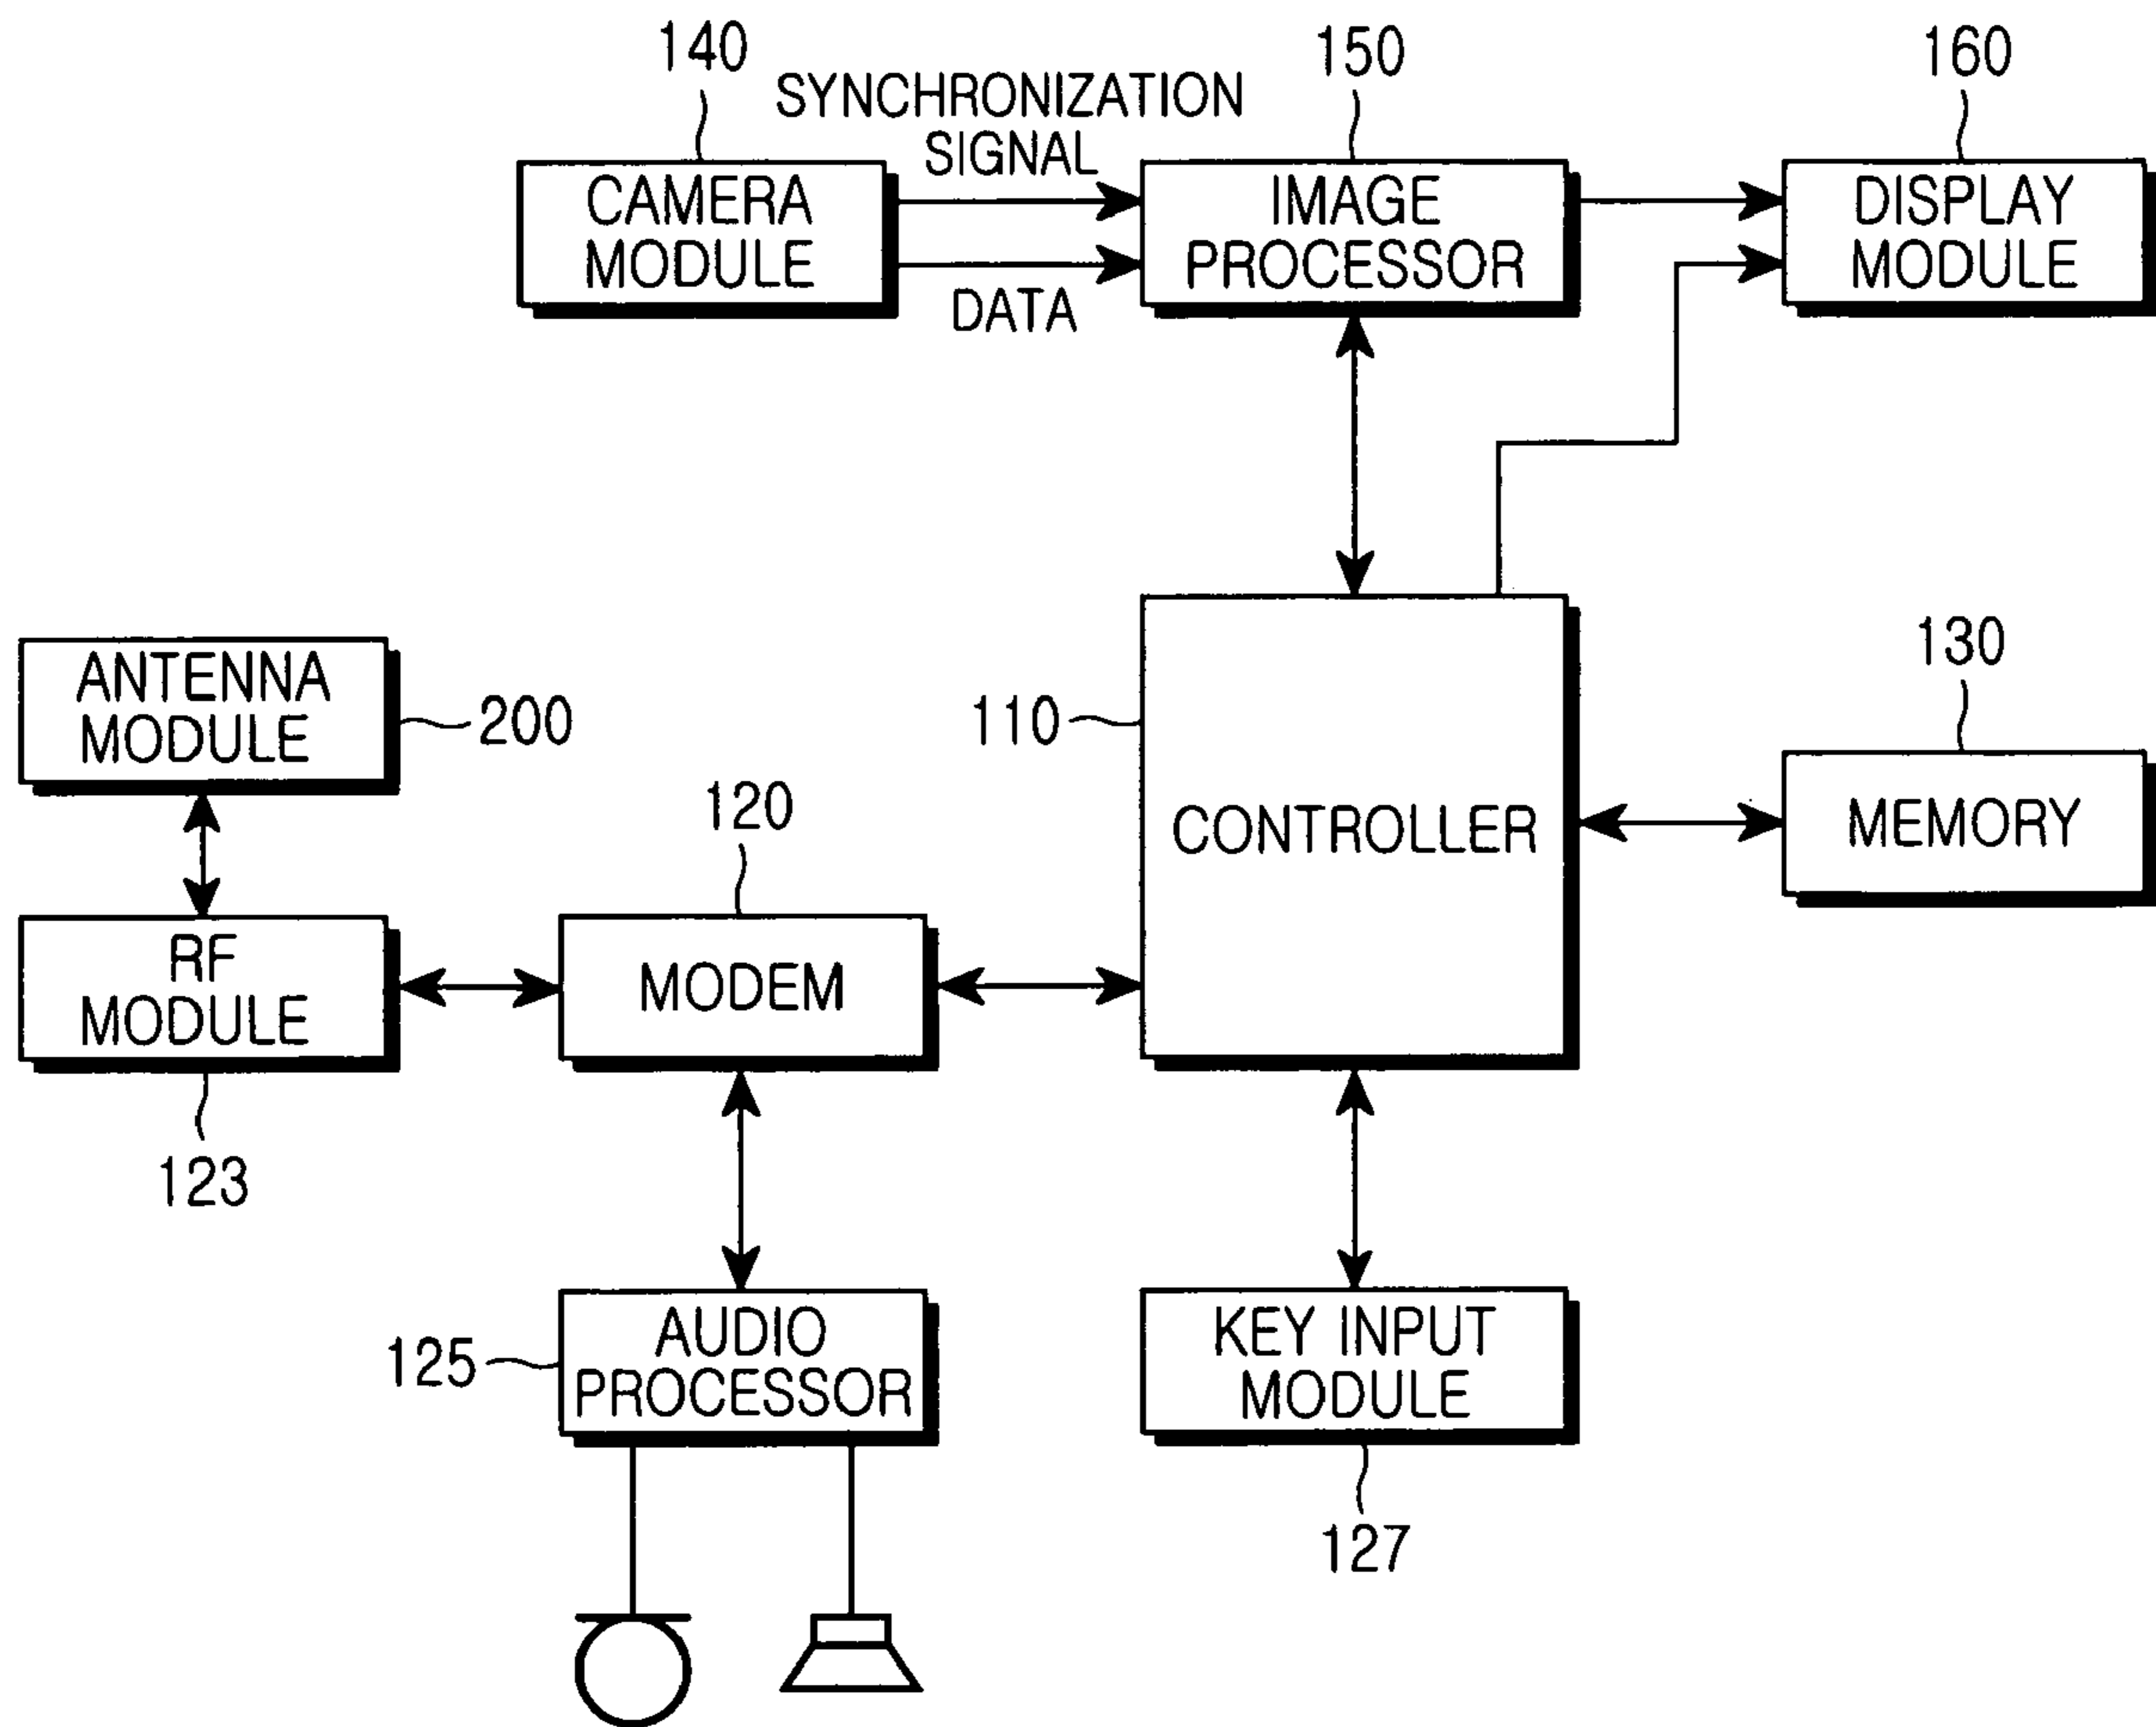 140
SYNCHRONIZATION
SIGNAL
150
160
CAMERA
MODULE
DATA
IMAGE
PROCESSOR
DISPLAY
MODULE
ANTENNA
MODULE
200
110
CONTROLLER
130
MEMORY
120
RF
MODULE
123
MODEM
125
AUDIO
PROCESSOR
KEY INPUT
MODULE
127